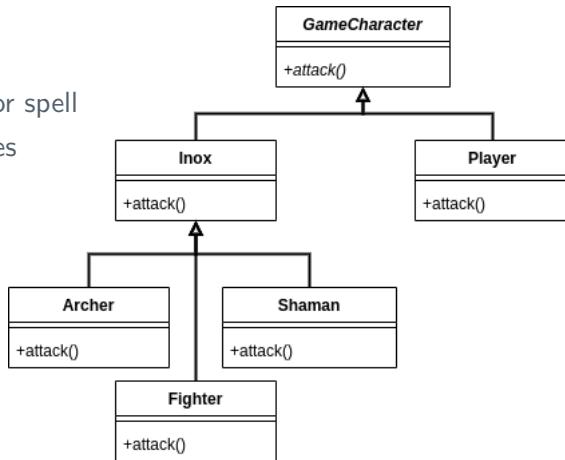 GameCharacter
+attack()
or spell
es
Inox
+attack()
Player
+attack()
Archer
+attack()
Shaman
+attack()
Fighter
+attack()